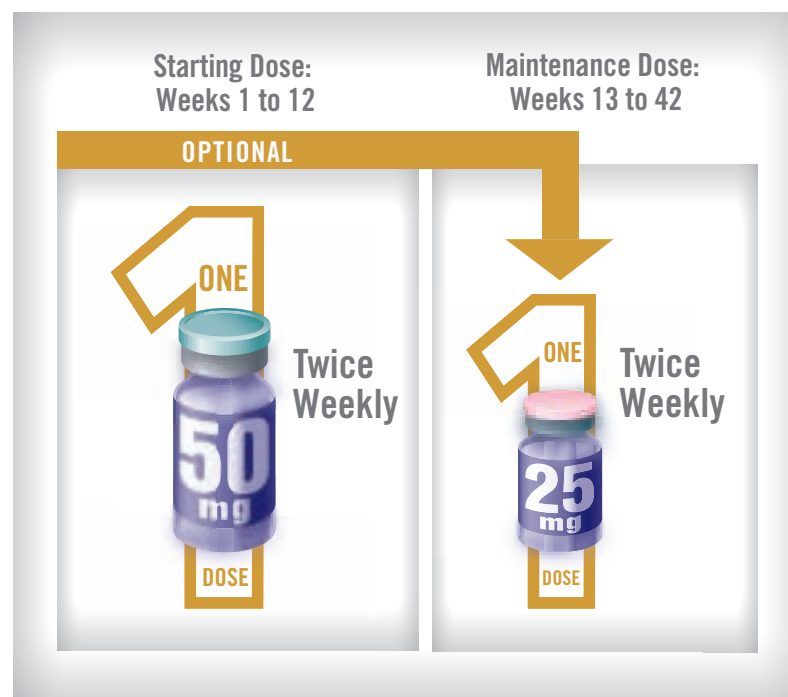 Starting Dose:
Weeks 1 to 12
Maintenance Dose:
Weeks 13 to 42
OPTIONAL
ONE
50
mg
DOSE
Twice
Weekly
ONE
25
mg
DOSE
Twice
Weekly